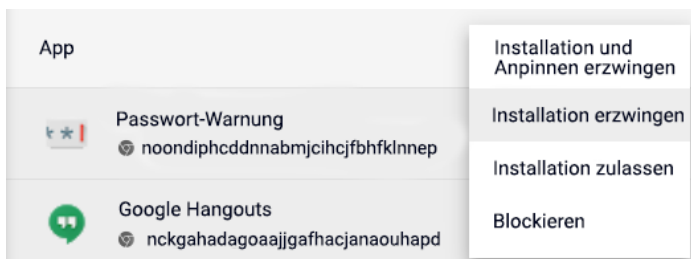 App
Installation und
Anpinnen erzwingen
Passwort-Warnung
Installation erzwingen
noondiphcddnnabmjcihcjfbhfklnnep
Installation zulassen
Google Hangouts
Blockieren
nckgahadagoaajjgafhacjanaouhapd